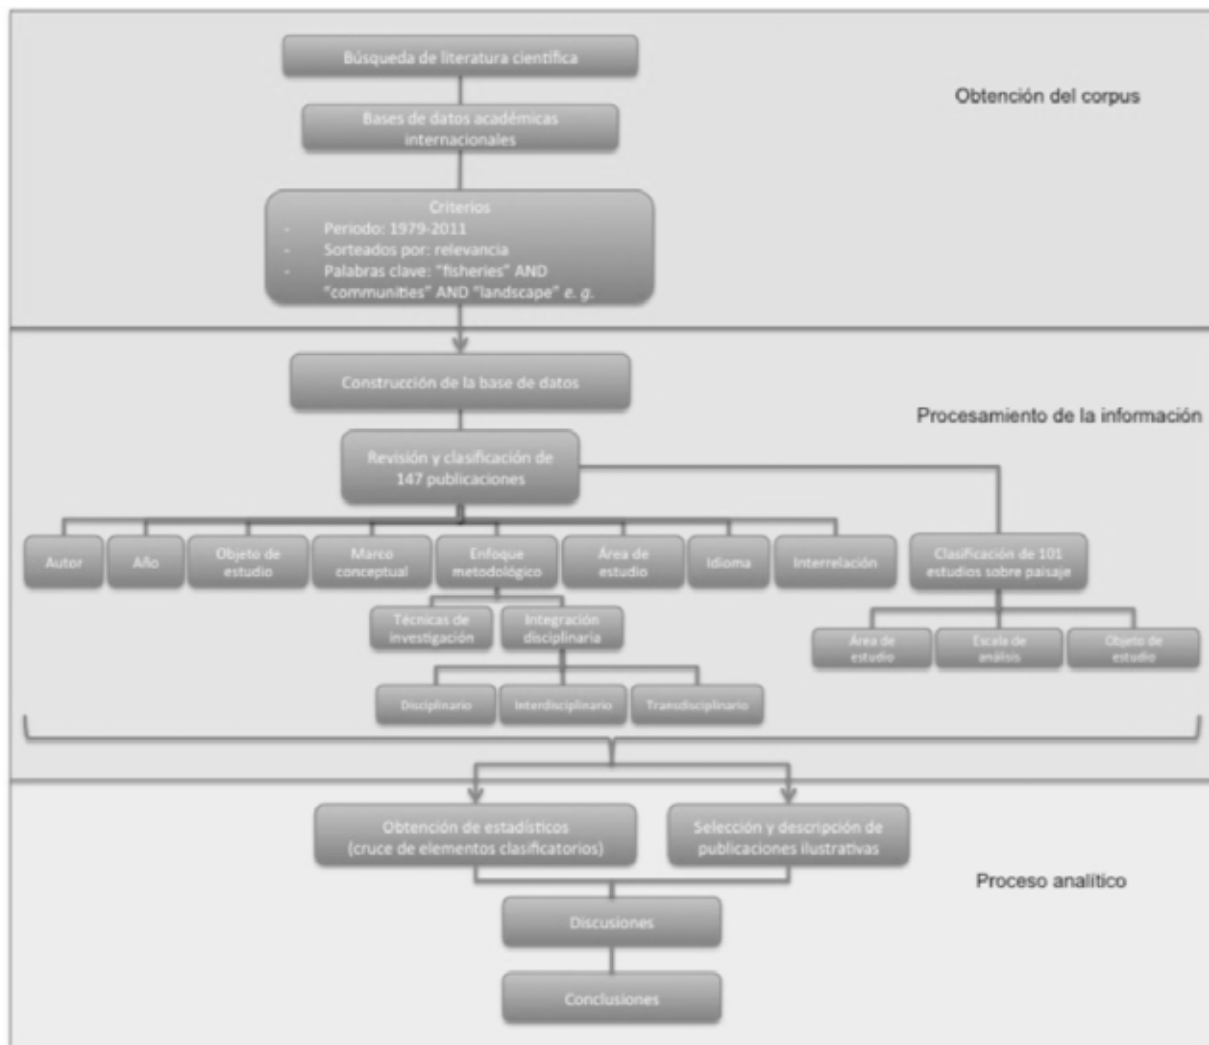 Búsqueda de literatura científica
Obtención del corpus
Bases de datos académicas
internacionales
Criterios
- Periodo: 1979-2011
- Sorteados por: relevancia
- Palabras clave: "fisheries" AND
"communities" AND "landscape" e. g.
Construcción de la base de datos
Procesamiento de la información
Revisión y clasificación de
147 publicaciones
Autor
Año
Objeto de
estudio
Marco
conceptual
Enfoque
metodológico
Área de
estudio
Idioma
Interrelación
Clasificación de 101
estudios sobre paisaje
Técnicas de
investigación
Integración
disciplinaria
Área de
estudio
Escala de
análisis
Objeto de
estudio
Disciplinario
Interdisciplinario
Transdisciplinario
Obtención de estadísticos
(cruce de elementos clasificatorios)
Selección y descripción de
publicaciones ilustrativas
Proceso analítico
Discusiones
Conclusiones